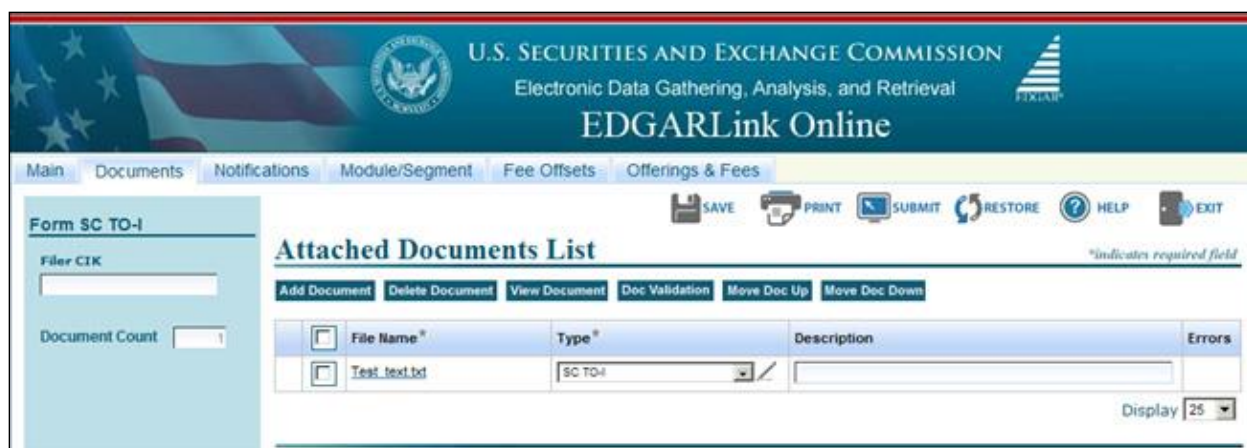 U.S. SECURITIES AND EXCHANGE COMMISSION
Electronic Data Gathering, Analysis, and Retrieval
EDGAR
EDGARLink Online
Main Documents Notifications Module/Segment Fee Offsets Offerings & Fees
SAVE PRINT SUBMIT RESTORE HELP EXIT
Form SC TO-I
Attached Documents List
*indicates required field
Filer CIK
Add Document Delete Document View Document Doc Validation Move Doc Up Move Doc Down
Document Count 1
File Name* Type* Description Errors
Test_text.txt SC TO-I
Display 25